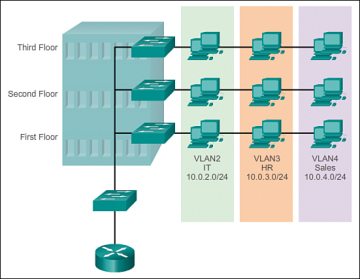 Third Floor
Second Floor
First Floor
VLAN2
IT
10.0.2.0/24
VLAN3
HR
10.0.3.0/24
VLAN4
Sales
10.0.4.0/24